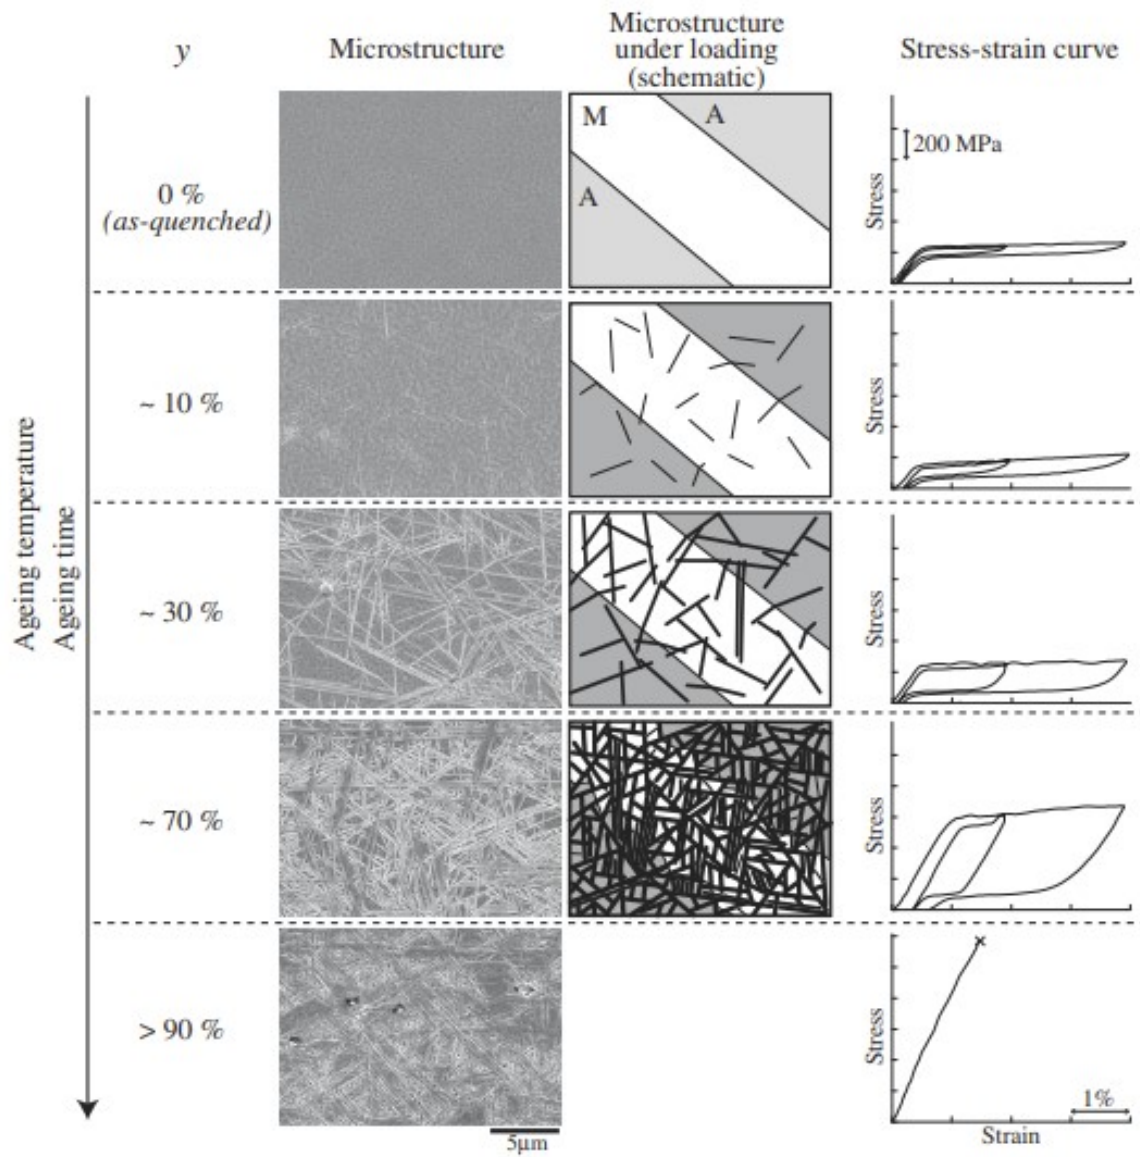 y
Microstructure
Microstructure
under loading
(schematic)
Stress-strain curve
Ageing temperature
Ageing time
0 %
(as-quenched)
M
A
A
Stress
200 MPa
~ 10 %
Stress
~ 30 %
Stress
~ 70 %
Stress
> 90 %
Stress
1%
Strain
5μm